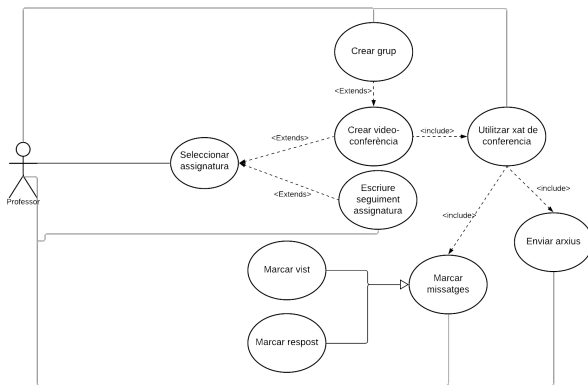 Crear grup
<Extends>
Crear video-
conferència
<include>
Utilitzar xat de
conferencia
<Extends>
Seleccionar
assignatura
<Extends>
Escriure
seguiment
assignatura
Professor
<include>
<include>
Enviar arxius
Marcar vist
Marcar
missatges
Marcar respost